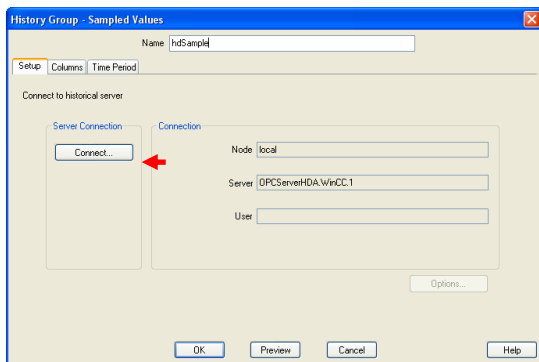 History Group - Sampled Values
Name hdSample
Setup Columns Time Period
Connect to historical server
Server Connection Connection
Connect... Node local
Server OPCServerHDA.WinCC.1
User
Options...
OK Preview Cancel Help